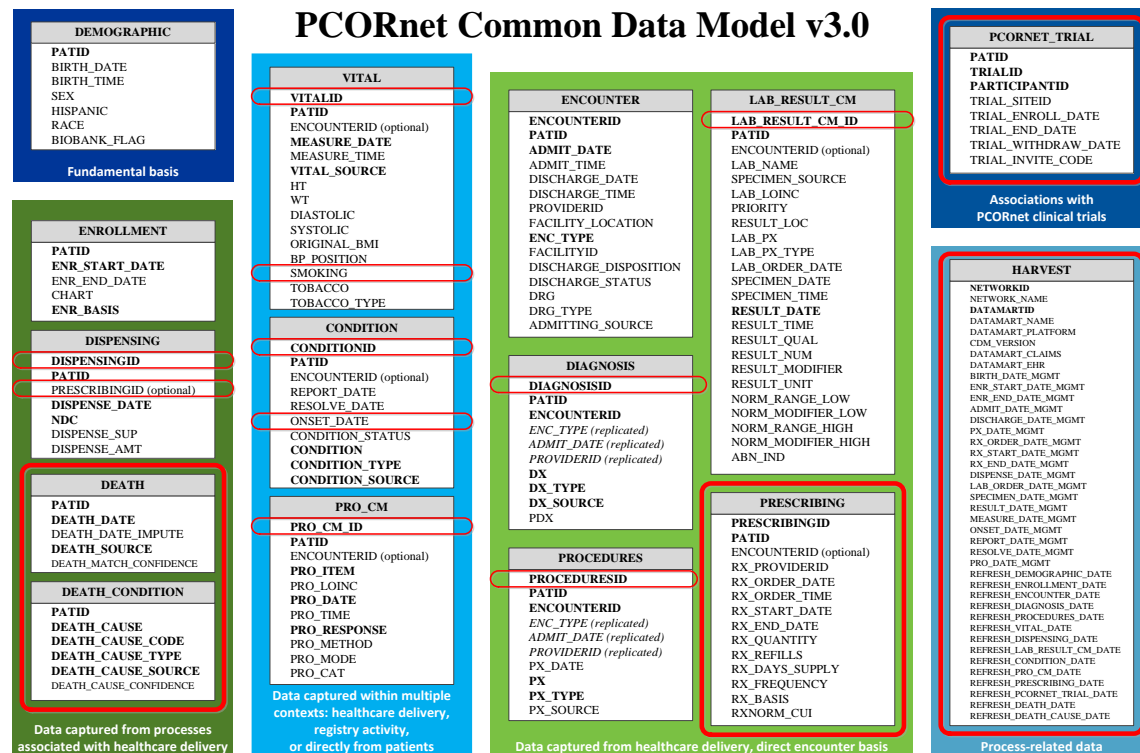 PCORnet Common Data Model v3.0
DEMOGRAPHIC
PATID
BIRTH_DATE
BIRTH_TIME
SEX
HISPANIC
RACE
BIOBANK_FLAG
Fundamental basis
ENROLLMENT
PATID
ENR_START_DATE
ENR_END_DATE
CHART
ENR_BASIS
DISPENSING
DISPENSINGID
PATID
PRESCRIBINGID (optional)
DISPENSE_DATE
NDC
DISPENSE_SUP
DISPENSE_AMT
DEATH
PATID
DEATH_DATE
DEATH_DATE_IMPUTE
DEATH_SOURCE
DEATH_MATCH_CONFIDENCE
DEATH_CONDITION
PATID
DEATH_CAUSE
DEATH_CAUSE_CODE
DEATH_CAUSE_TYPE
DEATH_CAUSE_SOURCE
DEATH_CAUSE_CONFIDENCE
Data captured from processes
associated with healthcare delivery
VITAL
VITALID
PATID
ENCOUNTERID (optional)
MEASURE_DATE
MEASURE_TIME
VITAL_SOURCE
HT
WT
DIASTOLIC
SYSTOLIC
ORIGINAL_BMI
BP_POSITION
SMOKING
TOBACCO
TOBACCO_TYPE
CONDITION
CONDITIONID
PATID
ENCOUNTERID (optional)
REPORT_DATE
RESOLVE_DATE
ONSET_DATE
CONDITION_STATUS
CONDITION
CONDITION_TYPE
CONDITION_SOURCE
PRO_CM
PRO_CM_ID
PATID
ENCOUNTERID (optional)
PRO_ITEM
PRO_LOINC
PRO_DATE
PRO_TIME
PRO_RESPONSE
PRO_METHOD
PRO_MODE
PRO_CAT
Data captured within multiple
contexts: healthcare delivery,
registry activity,
or directly from patients
ENCOUNTER
ENCOUNTERID
PATID
ADMIT_DATE
ADMIT_TIME
DISCHARGE_DATE
DISCHARGE_TIME
PROVIDERID
FACILITY_LOCATION
ENC_TYPE
FACILITYID
DISCHARGE_DISPOSITION
DISCHARGE_STATUS
DRG
DRG_TYPE
ADMITTING_SOURCE
DIAGNOSIS
DIAGNOSISID
PATID
ENCOUNTERID
ENC_TYPE (replicated)
ADMIT_DATE (replicated)
PROVIDERID (replicated)
DX
DX_TYPE
DX_SOURCE
PDX
PROCEDURES
PROCEDURESID
PATID
ENCOUNTERID
ENC_TYPE (replicated)
ADMIT_DATE (replicated)
PROVIDERID (replicated)
PX_DATE
PX
PX_TYPE
PX_SOURCE
LAB_RESULT_CM
LAB_RESULT_CM_ID
PATID
ENCOUNTERID (optional)
LAB_NAME
SPECIMEN_SOURCE
LAB_LOINC
PRIORITY
RESULT_LOC
LAB_PX
LAB_PX_TYPE
LAB_ORDER_DATE
SPECIMEN_DATE
SPECIMEN_TIME
RESULT_DATE
RESULT_TIME
RESULT_QUAL
RESULT_NUM
RESULT_MODIFIER
RESULT_UNIT
NORM_RANGE_LOW
NORM_MODIFIER_LOW
NORM_RANGE_HIGH
NORM_MODIFIER_HIGH
ABN_IND
PRESCRIBING
PRESCRIBINGID
PATID
ENCOUNTERID (optional)
RX_PROVIDERID
RX_ORDER_DATE
RX_ORDER_TIME
RX_START_DATE
RX_END_DATE
RX_QUANTITY
RX_REFILLS
RX_DAYS_SUPPLY
RX_FREQUENCY
RX_BASIS
RXNORM_CUI
Data captured from healthcare delivery, direct encounter basis
PCORNET_TRIAL
PATID
TRIALID
PARTICIPANTID
TRIAL_SITEID
TRIAL_ENROLL_DATE
TRIAL_END_DATE
TRIAL_WITHDRAW_DATE
TRIAL_INVITE_CODE
Associations with
PCORnet clinical trials
HARVEST
NETWORKID
NETWORK_NAME
DATAMARTID
DATAMART_NAME
DATAMART_PLATFORM
CDM_VERSION
DATAMART_CLAIMS
DATAMART_EHR
BIRTH_DATE_MGMT
ENR_START_DATE_MGMT
ENR_END_DATE_MGMT
ADMIT_DATE_MGMT
DISCHARGE_DATE_MGMT
PX_DATE_MGMT
RX_ORDER_DATE_MGMT
RX_START_DATE_MGMT
RX_END_DATE_MGMT
DISPENSE_DATE_MGMT
LAB_ORDER_DATE_MGMT
SPECIMEN_DATE_MGMT
RESULT_DATE_MGMT
MEASURE_DATE_MGMT
ONSET_DATE_MGMT
REPORT_DATE_MGMT
RESOLVE_DATE_MGMT
PRO_DATE_MGMT
REFRESH_DEMOGRAPHIC_DATE
REFRESH_ENROLLMENT_DATE
REFRESH_ENCOUNTER_DATE
REFRESH_DIAGNOSIS_DATE
REFRESH_PROCEDURES_DATE
REFRESH_VITAL_DATE
REFRESH_DISPENSING_DATE
REFRESH_LAB_RESULT_CM_DATE
REFRESH_CONDITION_DATE
REFRESH_PRO_CM_DATE
REFRESH_PRESCRIBING_DATE
REFRESH_PCORNET_TRIAL_DATE
REFRESH_DEATH_DATE
REFRESH_DEATH_CAUSE_DATE
Process-related data